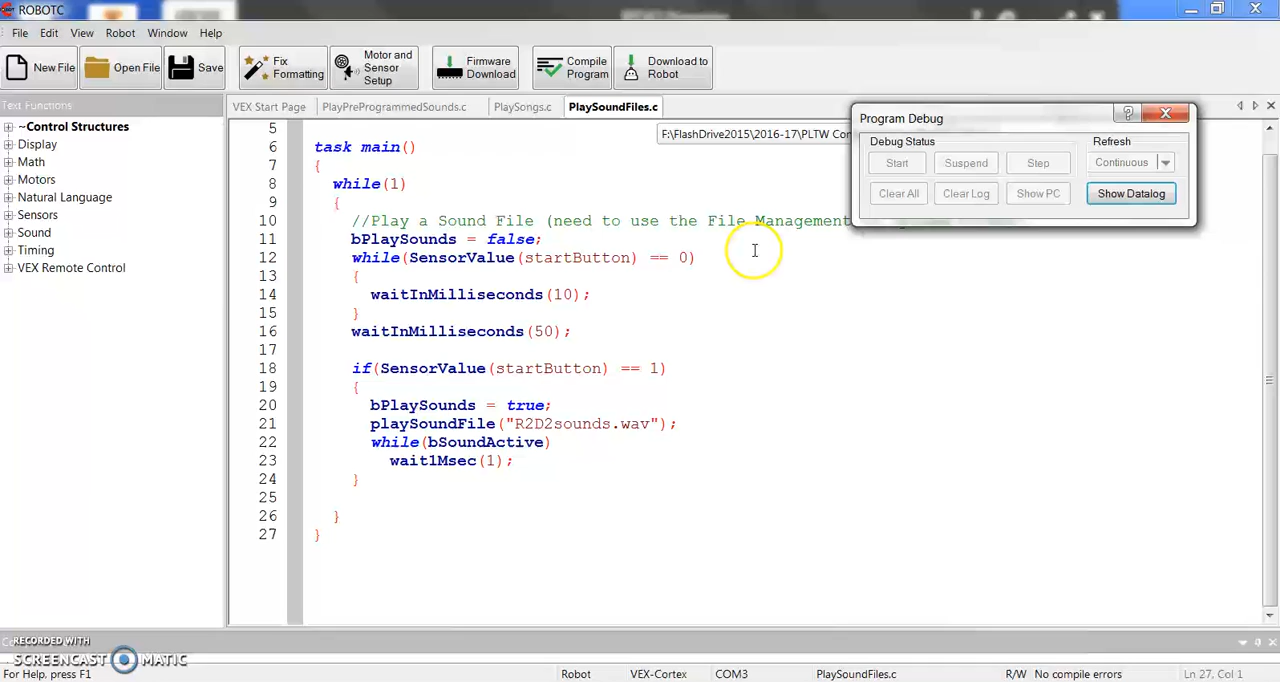 ROBOTC
File Edit View Robot Window Help
New File Open File Save Fix Formatting Motor and Sensor Setup Firmware Download Compile Program Download to Robot
Text Functions
VEX Start Page PlayPreProgrammedSounds.c PlaySongs.c PlaySoundFiles.c
~Control Structures
Display
Math
Motors
Natural Language
Sensors
Sound
Timing
VEX Remote Control
F:\FlashDrive2015\2016-17\PLTW Con
Program Debug
Debug Status Refresh
Start Suspend Step Continuous
Clear All Clear Log Show PC Show Datalog
5
6 task main()
7 {
8 while(1)
9 {
10 //Play a Sound File (need to use the File Management
11 bPlaySounds = false;
12 while(SensorValue(startButton) == 0)
13 {
14 waitInMilliseconds(10);
15 }
16 waitInMilliseconds(50);
17
18 if(SensorValue(startButton) == 1)
19 {
20 bPlaySounds = true;
21 playSoundFile("R2D2sounds.wav");
22 while(bSoundActive)
23 wait1Msec(1);
24 }
25
26 }
27 }
RECORDED WITH
SCREENCAST MATIC
For Help, press F1 Robot VEX-Cortex COM3 PlaySoundFiles.c R/W No compile errors Ln 27, Col 1